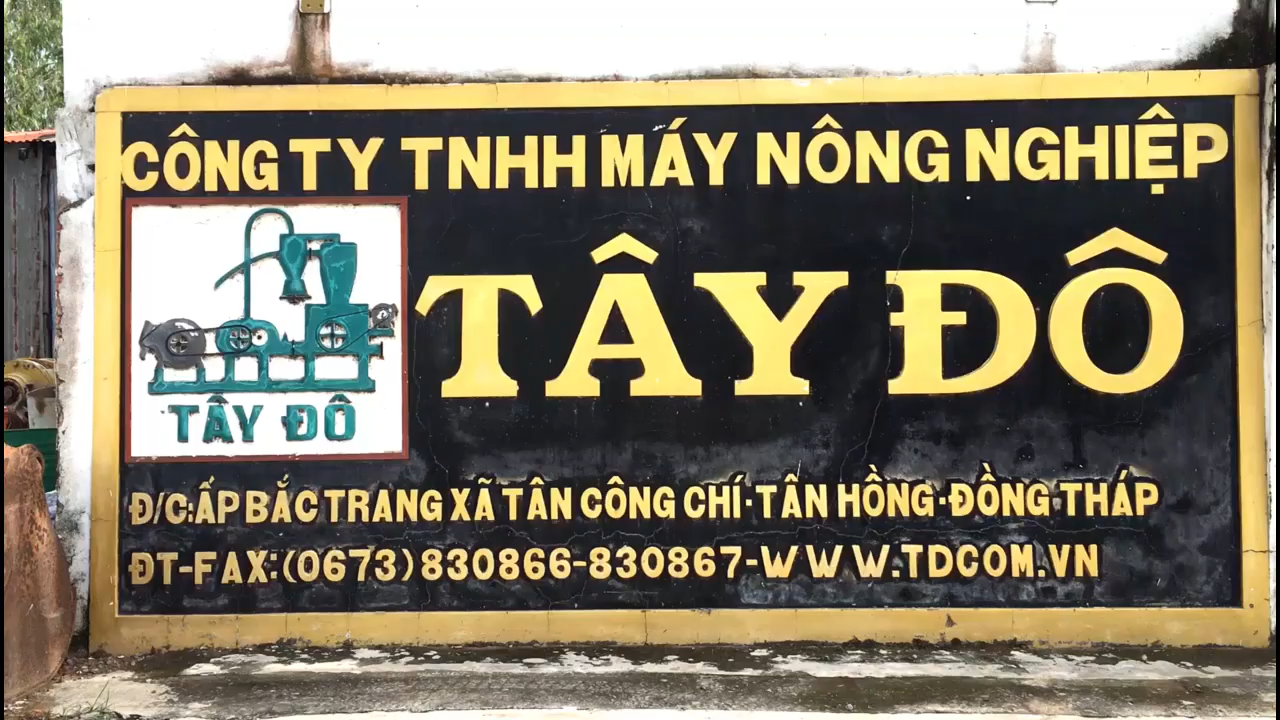 CÔNG TY TNHH MÁY NÔNG NGHIỆP
TÂY ĐÔ
TÂY ĐÔ
Đ/C:ẤP BẮC TRANG XÃ TÂN CÔNG CHÍ-TÂN HỒNG-ĐỒNG THÁP
ĐT-FAX:(0673)830866-830867-WWW.TDCOM.VN